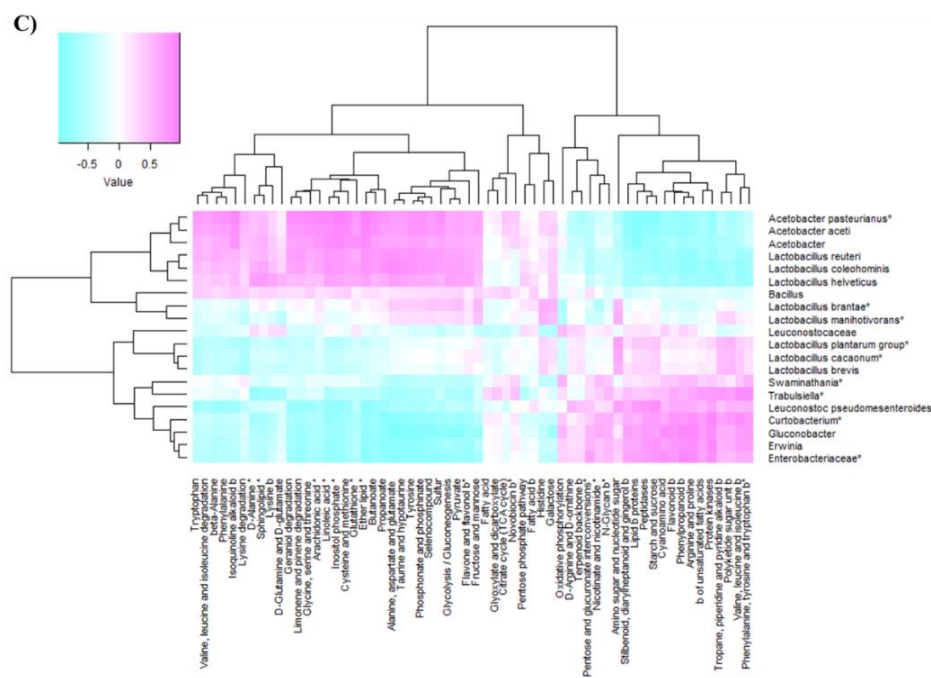 C)
-0.5 0 0.5
Value
Acetobacter pasteurianus*
Acetobacter aceti
Acetobacter
Lactobacillus reuteri
Lactobacillus coleohominis
Lactobacillus helveticus
Bacillus
Lactobacillus brantae*
Lactobacillus manihotivorans*
Leuconostocaceae
Lactobacillus plantarum group*
Lactobacillus cacaonum*
Lactobacillus brevis
Swaminathania*
Trabulsiella*
Leuconostoc pseudomesenteroides
Curtobacterium*
Gluconobacter
Erwinia
Enterobacteriaceae*
Tryptophan
Valine, leucine and isoleucine degradation
beta-Alanine
Phenylalanine
Isoquinoline alkaloid b
Lysine degradation
D-Alanine *
Sphingolipid *
Lysine b
D-Glutamine and D-glutamate
Geraniol degradation
Limonene and pinene degradation
Glycine, serine and threonine *
Arachidonic acid *
Linoleic acid *
Inositol phosphate *
Cysteine and methionine
Glutathione *
Ether lipid *
Butanoate
Propanoate
Alanine, aspartate and glutamate
Taurine and hypotaurine
Tyrosine
Phosphonate and phosphinate
Selenocompound
Sulfur
Glycolysis / Gluconeogenesis
Pyruvate
Flavone and flavonol b*
Fructose and mannose
Fatty acid
Glyoxylate and dicarboxylate
Citrate cycle (TCA cycle)
Novobiocin b*
Pentose phosphate pathway
Fatty acid b
Histidine
Galactose
Oxidative phosphorylation
D-Arginine and D-ornithine
Terpenoid backbone b
Pentose and glucuronate interconversions*
Nicotinate and nicotinamide
N-Glycan b*
Amino sugar and nucleotide sugar
Stilbenoid, diarylheptanoid and gingerol b
Lipid b proteins
Peptidases
Starch and sucrose
Cyanoamino acid
Flavonoid b
Phenylpropanoid b
Arginine and proline
b of unsaturated fatty acids
Protein kinases
Tropane, piperidine and pyridine alkaloid b
Polyketide sugar unit b
Valine, leucine and isoleucine b
Phenylalanine, tyrosine and tryptophan b*